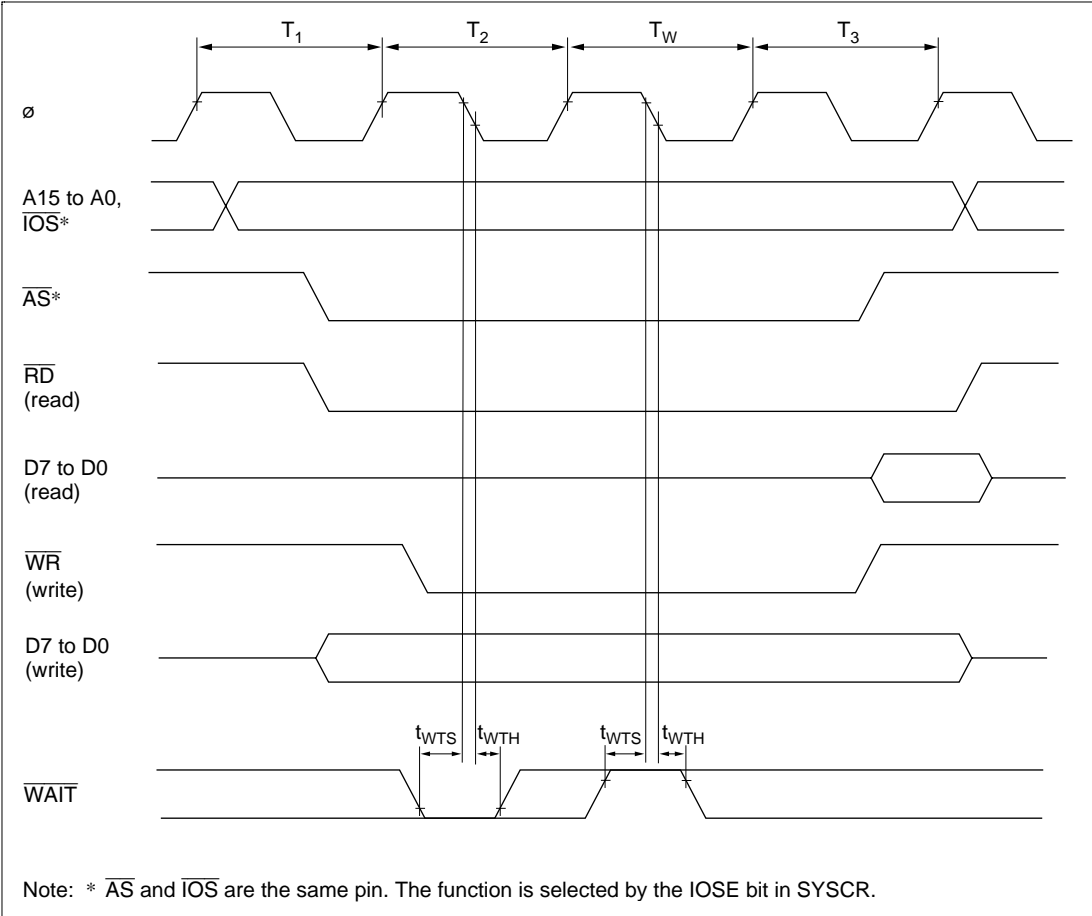 T1 T2 TW T3
ø
A15 to A0,
IOS*
AS*
RD
(read)
D7 to D0
(read)
WR
(write)
D7 to D0
(write)
tWTS tWTH tWTS tWTH
WAIT
Note: * AS and IOS are the same pin. The function is selected by the IOSE bit in SYSCR.